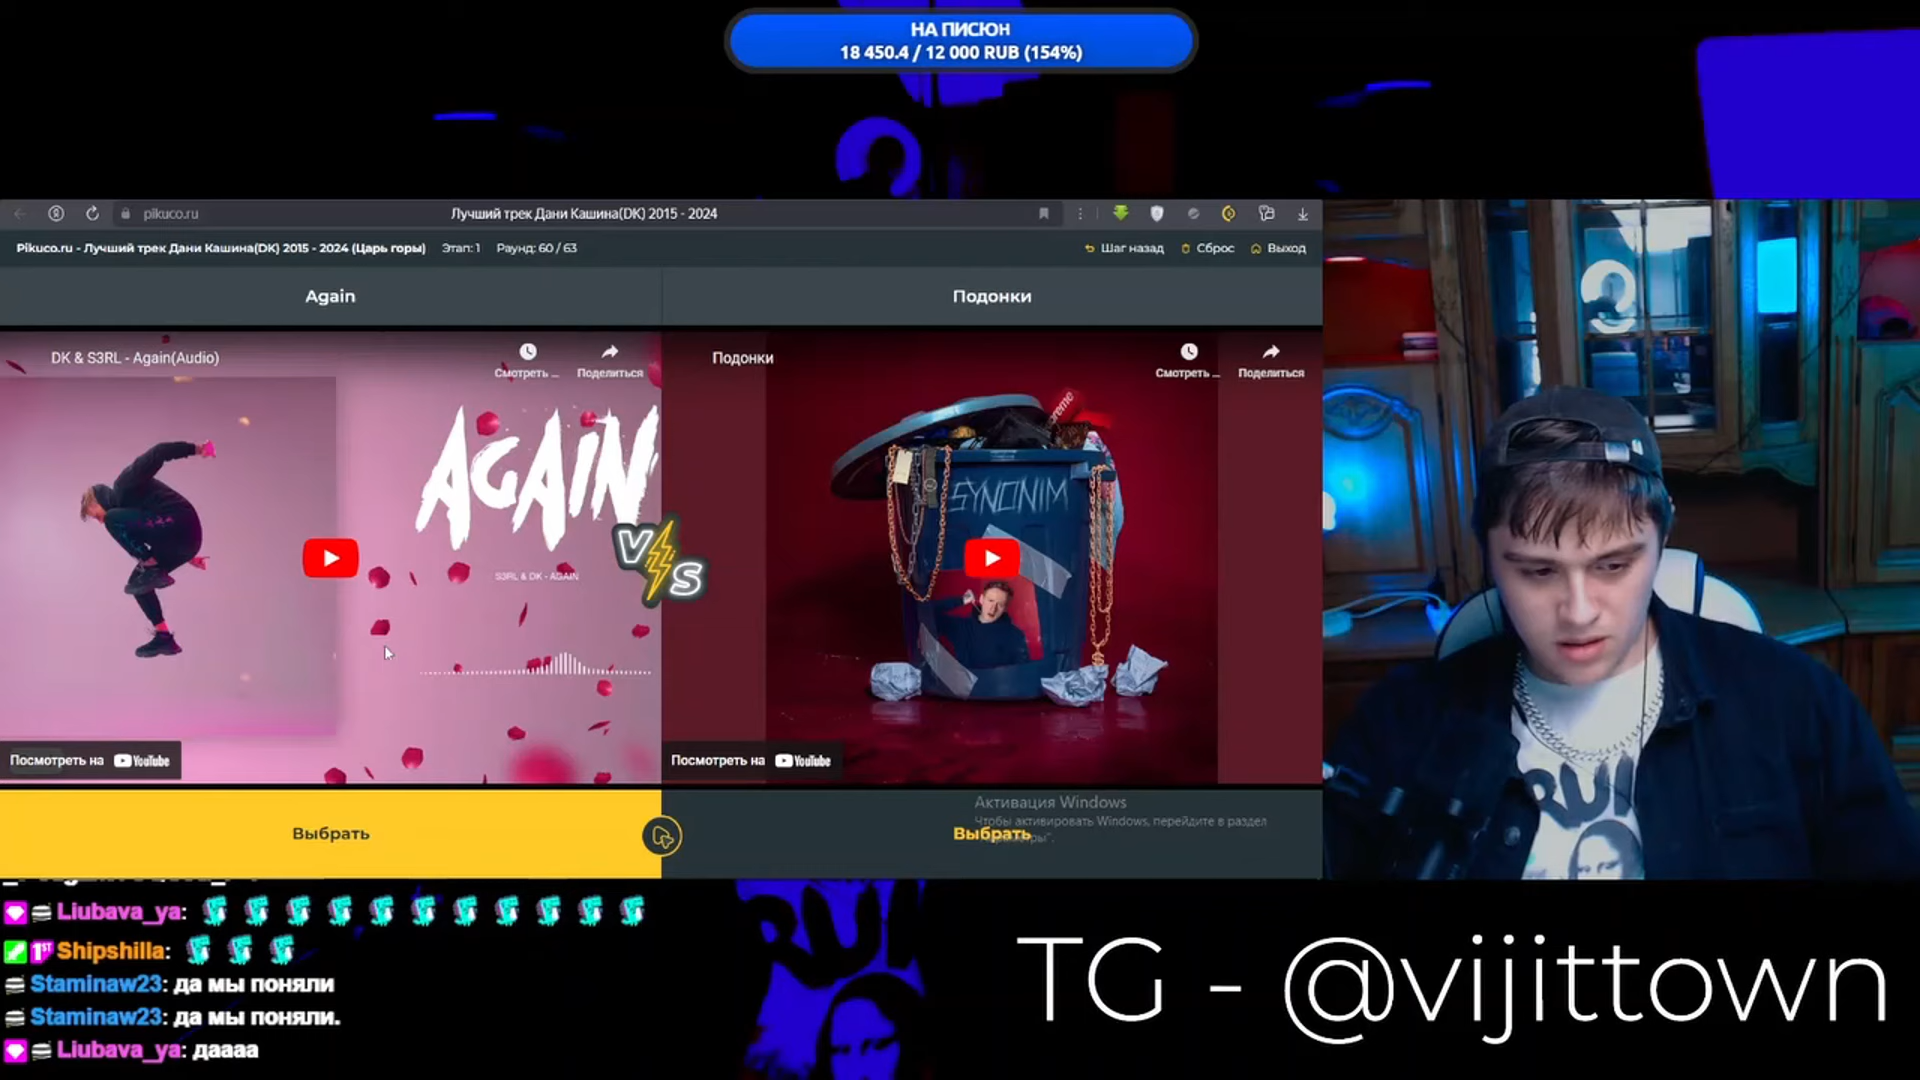 НА ПИСЮН
18 450.4 / 12 000 RUB (154%)
pikuco.ru
Лучший трек Дани Кашина(DK) 2015 - 2024
Pikuco.ru - Лучший трек Дани Кашина(DK) 2015 - 2024 (Царь горы) Этап: 1 Раунд: 60 / 63
Шаг назад Сброс Выход
Again
Подонки
DK & S3RL - Again(Audio)
Смотреть ...
Поделиться
Подонки
Смотреть ...
Поделиться
AGAIN
S3RL & DK - AGAIN
VS
SYNONIM
Посмотреть на YouTube
Посмотреть на YouTube
Выбрать
Выбрать
Активация Windows
Чтобы активировать Windows, перейдите в раздел
Liubava_ya:
1ST Shipshilla:
Staminaw23: да мы поняли
Staminaw23: да мы поняли.
Liubava_ya: даааа
TG - @vijittown